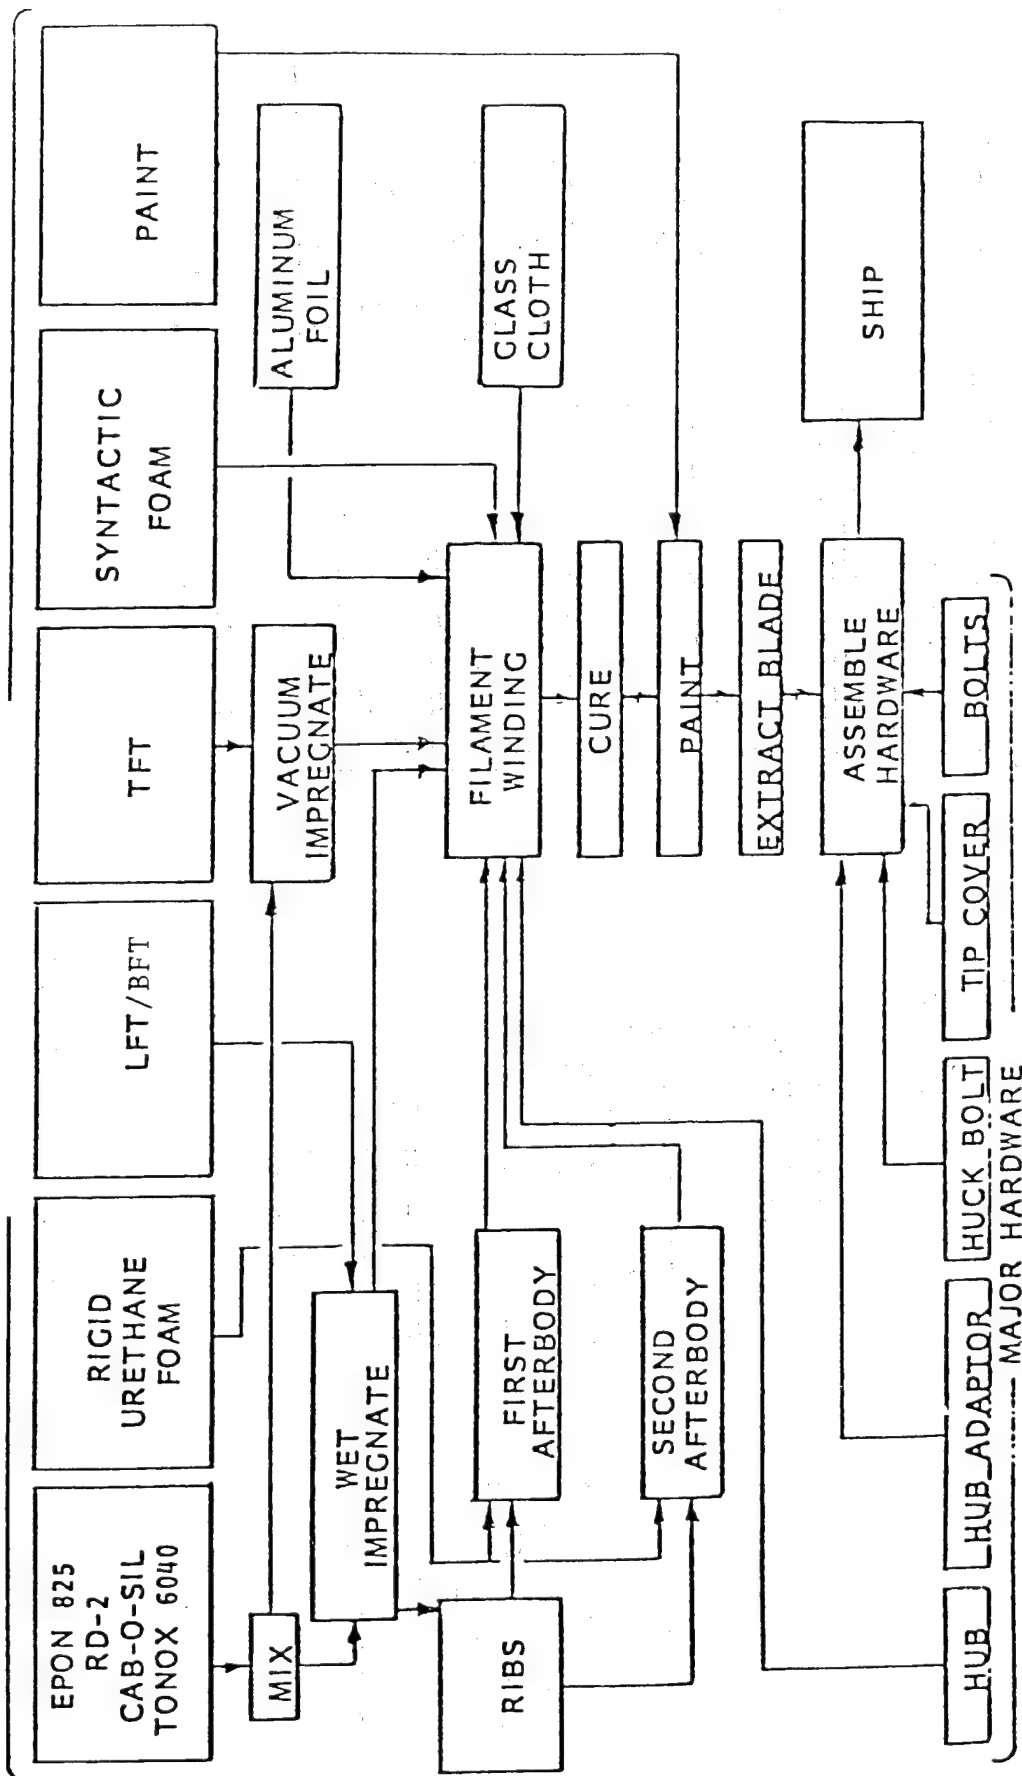 EPON 825
RD-2
CAB-O-SIL
TONOX 6040
RIGID
URETHANE
FOAM
LFT/BFT
TFT
SYNTACTIC
FOAM
PAINT
MIX
VACUUM
IMPREGNATE
ALUMINUM
FOIL
WET
IMPREGNATE
RIBS
FIRST
AFTERBODY
FILAMENT
WINDING
GLASS
CLOTH
CURE
SECOND
AFTERBODY
PAINT
EXTRACT BLADE
ASSEMBLE
HARDWARE
SHIP
HUB
HUB ADAPTOR
HUCK BOLT
TIP COVER
BOLTS
MAJOR HARDWARE